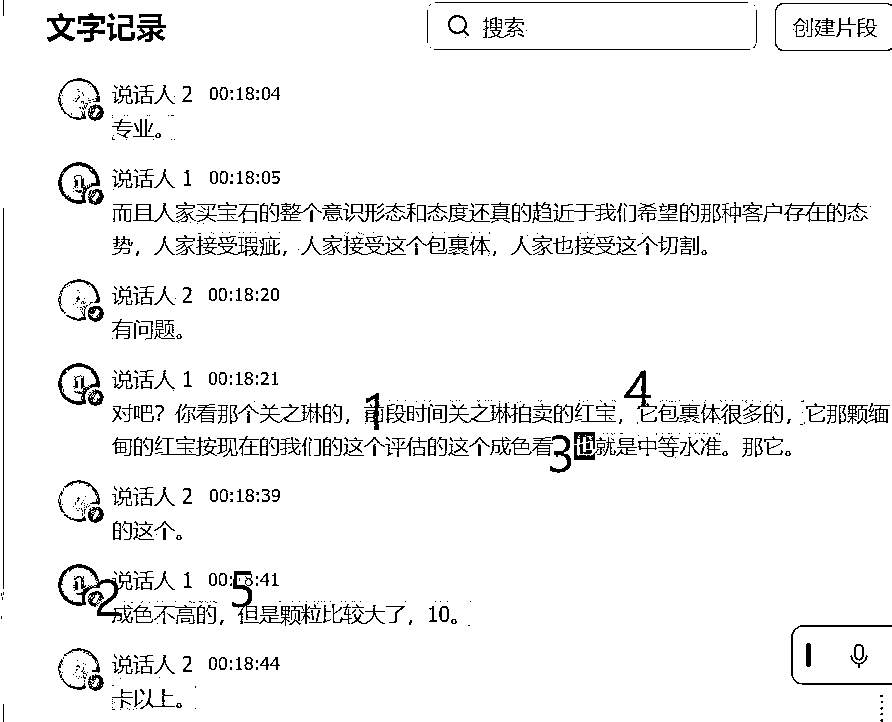 文字记录
搜索
创建片段
说话人 2 00:18:04
专业。
说话人 1 00:18:05
而且人家买宝石的整个意识形态和态度还真的趋近于我们希望的那种客户存在的态
势，人家接受瑕疵，人家接受这个包裹体，人家也接受这个切割。
说话人 2 00:18:20
有问题。
说话人 1 00:18:21
对吧？你看那个关之琳的，前段时间关之琳拍卖的红宝，它包裹体很多的，它那颗缅
甸的红宝按现在的我们的这个评估的这个成色看 也就是中等水准。那它。
1
4
3
说话人 2 00:18:39
的这个。
说话人 1 00:18:41
成色不高的，但是颗粒比较大了，10。
2
5
说话人 2 00:18:44
卡以上。